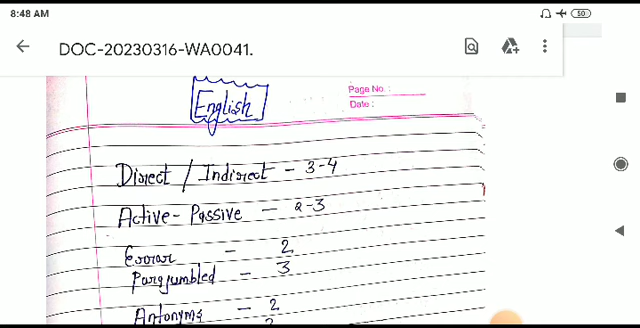 8:48 AM
50
DOC-20230316-WA0041.
English
Page No :
Date :
Direct / Indirect - 3-4
Active - Passive - 2-3
Error - 2
Parajumbled - 3
Antonyms - 2